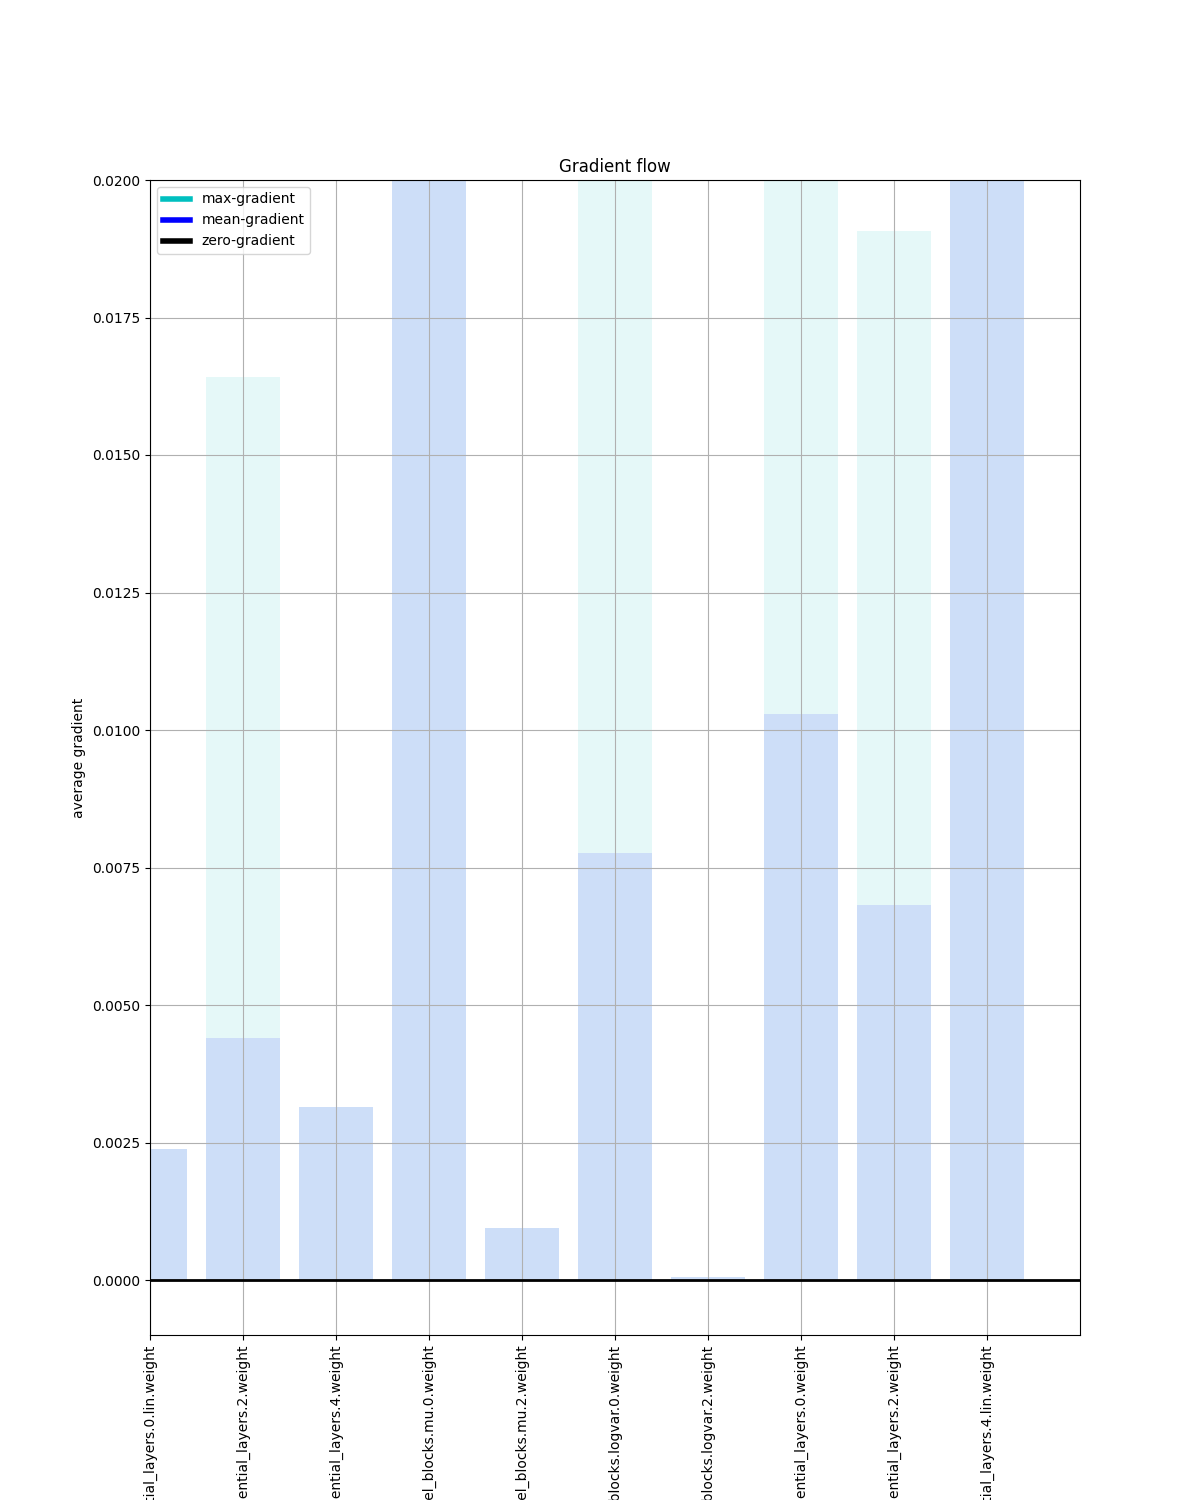 Gradient flow
max-gradient
mean-gradient
zero-gradient
0.0200
0.0175
0.0150
0.0125
0.0100
0.0075
0.0050
0.0025
0.0000
average gradient
tial_layers.0.lin.weight
ential_layers.2.weight
ential_layers.4.weight
el_blocks.mu.0.weight
el_blocks.mu.2.weight
blocks.logvar.0.weight
blocks.logvar.2.weight
ential_layers.0.weight
ential_layers.2.weight
tial_layers.4.lin.weight